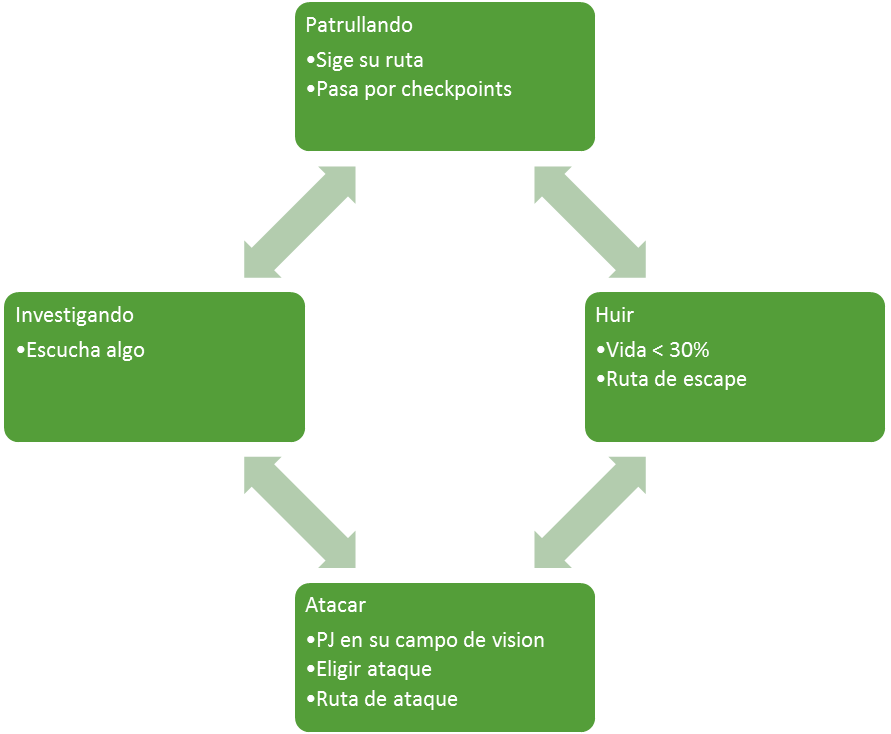 Patrullando
•Sige su ruta
•Pasa por checkpoints
Investigando
•Escucha algo
Huir
•Vida < 30%
•Ruta de escape
Atacar
•PJ en su campo de vision
•Eligir ataque
•Ruta de ataque